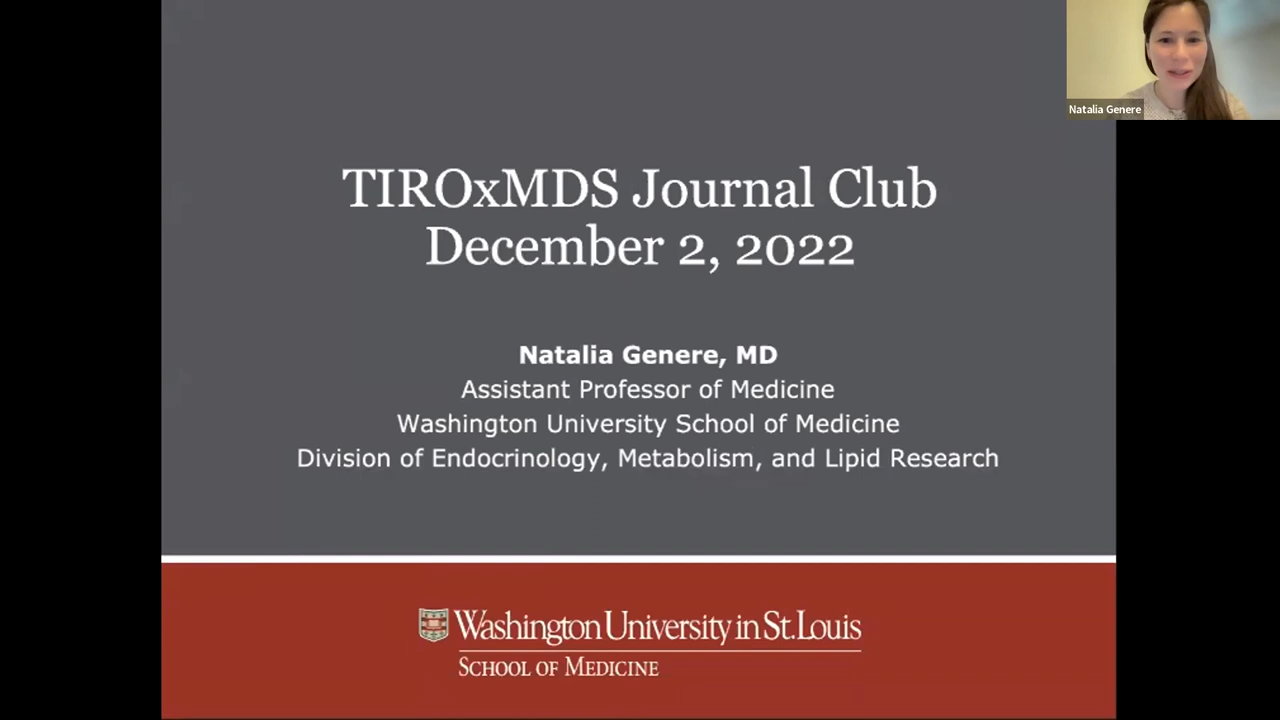 TIROxMDS Journal Club
December 2, 2022
Natalia Genere, MD
Assistant Professor of Medicine
Washington University School of Medicine
Division of Endocrinology, Metabolism, and Lipid Research
Washington University in St. Louis
SCHOOL OF MEDICINE
Natalia Genere